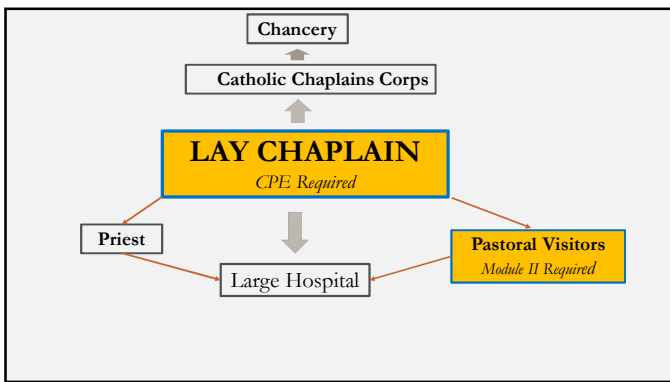 Chancery
Catholic Chaplains Corps
LAY CHAPLAIN
CPE Required
Priest
Pastoral Visitors
Module II Required
Large Hospital